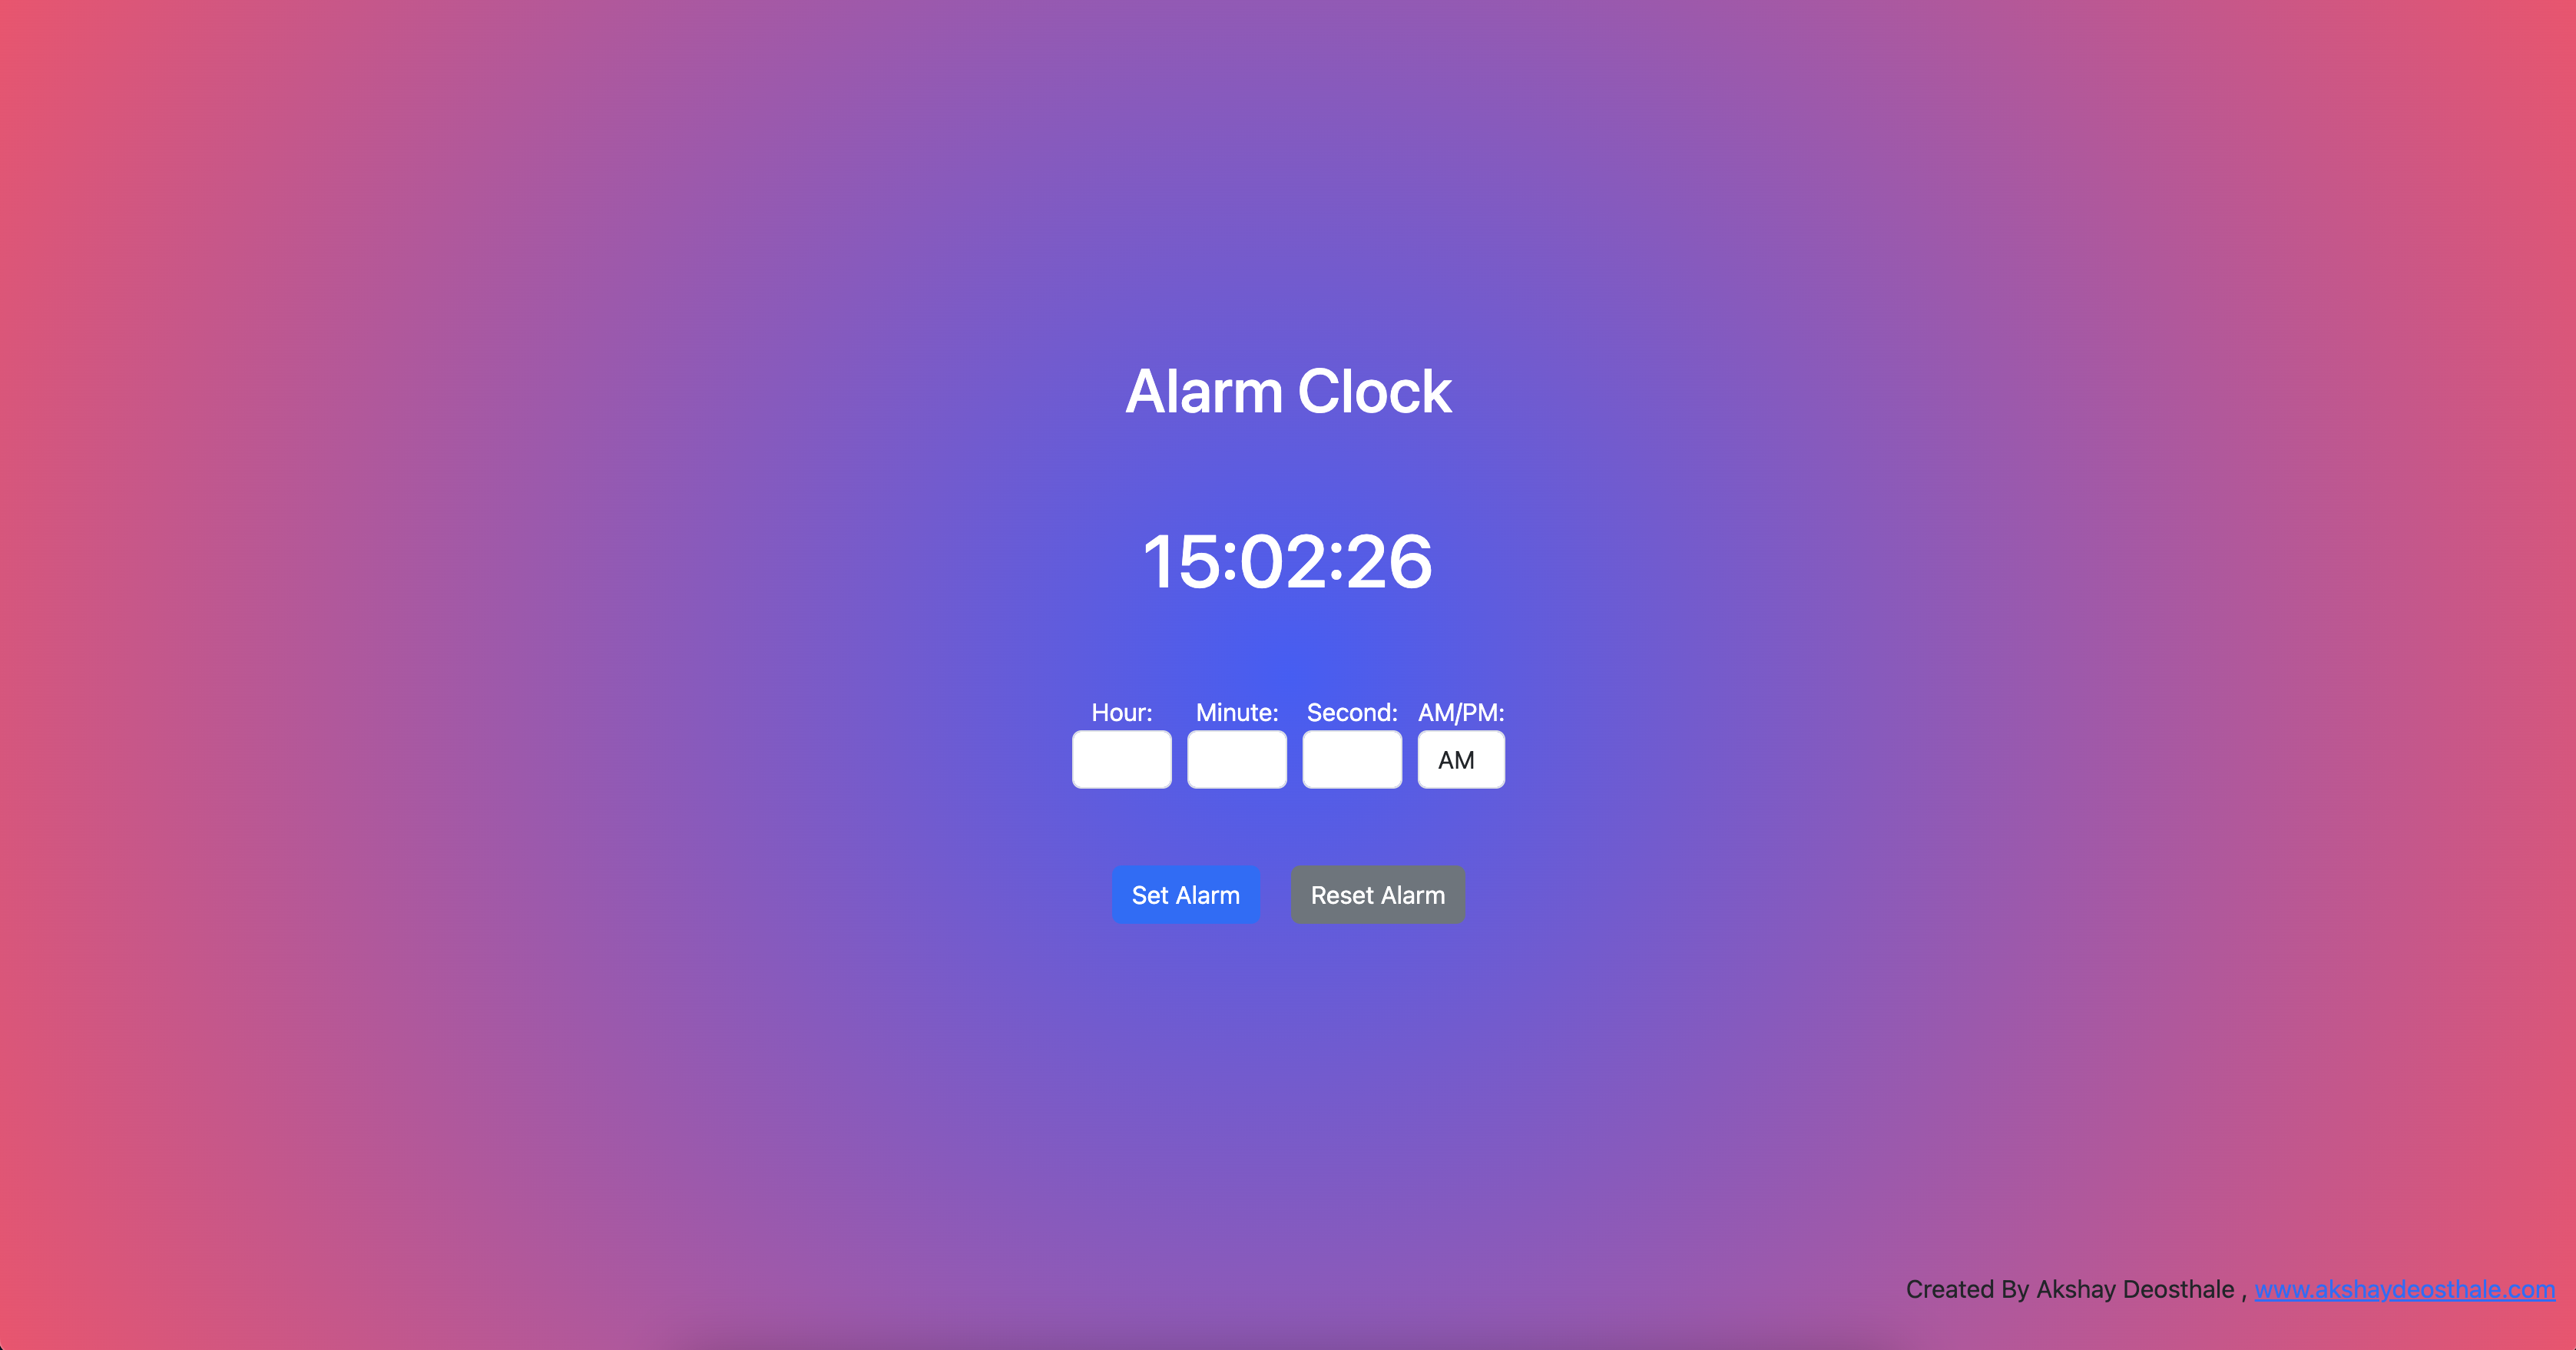 Alarm Clock
15:02:26
Hour: Minute: Second: AM/PM:
AM
Set Alarm Reset Alarm
Created By Akshay Deosthale , www.akshaydeosthale.com